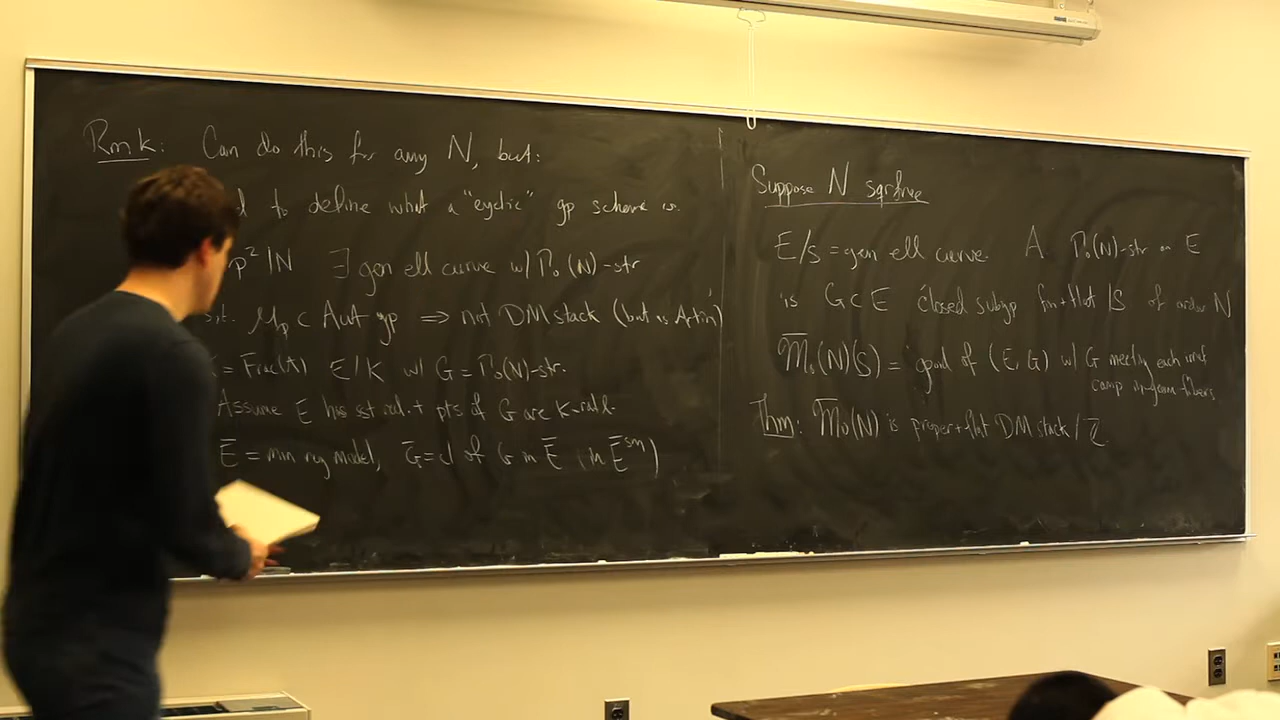 Rmk: Can do this for any N, but:
to define what a "cyclic" gp scheme is.
p²|N ∃ gen ell curve w/ Γ₀(N)-str
s.t. μₚ ⊂ Aut gp ⟹ not DM stack (but is Artin)
= Frac(A) E/K w/ G = Γ₀(N)-str.
Assume E has sst red. + pts of G are K-ratl.
Ē = min reg model, Ḡ = cl of G in Ē (in Ē^sm)
Suppose N sqrfree
E/S = gen ell curve. A Γ₀(N)-str on E
is G ⊂ E closed subgp fin+flat /S of order N
M̄₀(N)(S) = gpoid of (E, G) w/ G meeting each irred
comp in geom fibers
Thm: M̄₀(N) is proper+flat DM stack/ℤ.